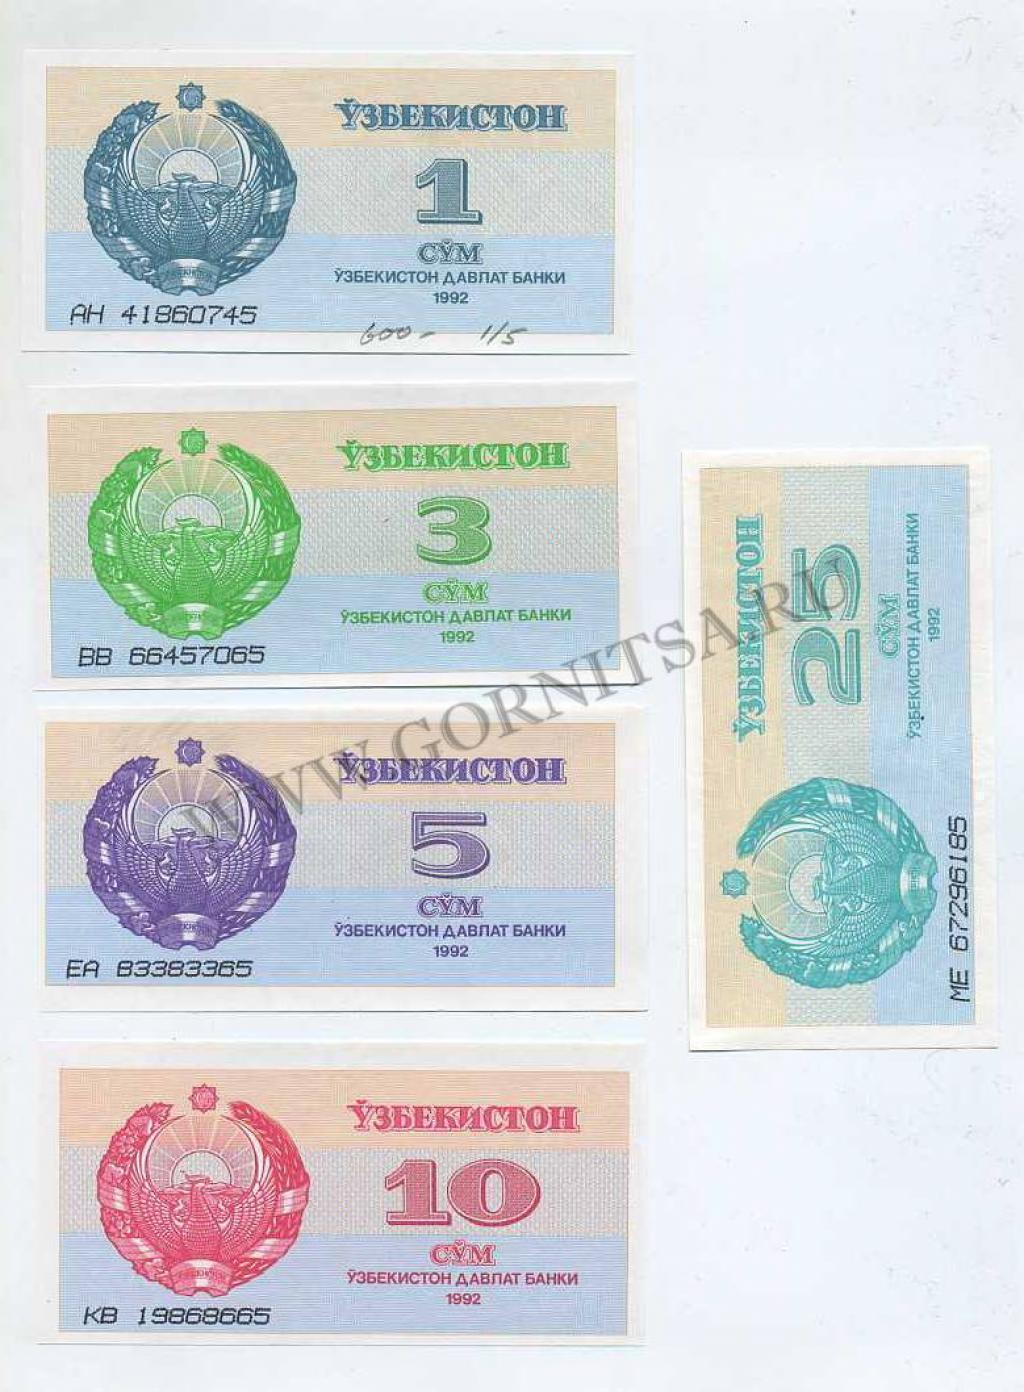 ЎЗБЕКИСТОН
1
СЎМ
ЎЗБЕКИСТОН ДАВЛАТ БАНКИ
1992
АН 41860745
600- 1/5
ЎЗБЕКИСТОН
3
СЎМ
ЎЗБЕКИСТОН ДАВЛАТ БАНКИ
1992
ВВ 66457065
ЎЗБЕКИСТОН
5
СЎМ
ЎЗБЕКИСТОН ДАВЛАТ БАНКИ
1992
ЕА 83383365
ЎЗБЕКИСТОН
10
СЎМ
ЎЗБЕКИСТОН ДАВЛАТ БАНКИ
1992
КВ 19868665
ЎЗБЕКИСТОН
25
СЎМ
ЎЗБЕКИСТОН ДАВЛАТ БАНКИ
1992
МЕ 67296185
WWW.GORNITSA.RU